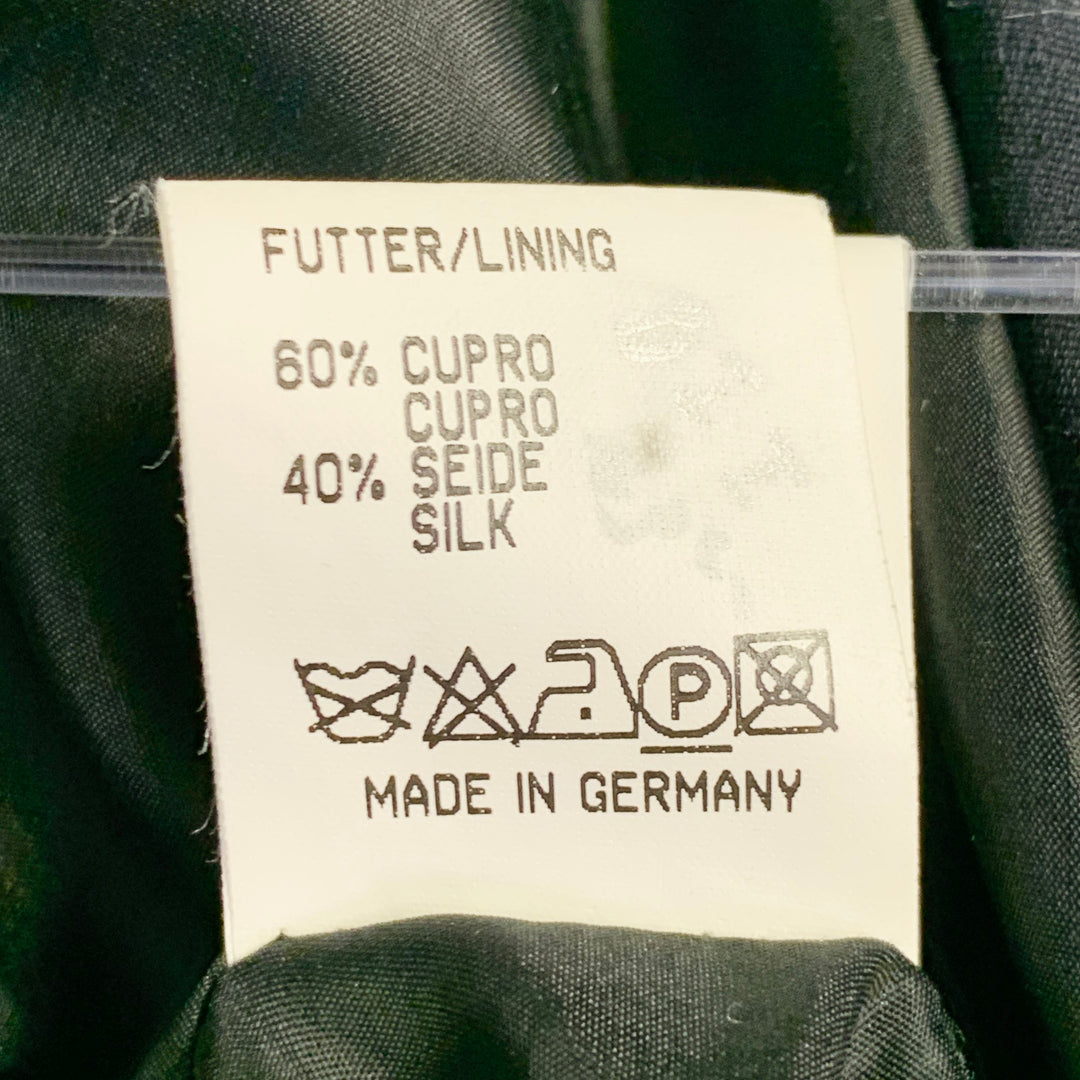 FUTTER/LINING
60% CUPRO
CUPRO
40% SEIDE
SILK
P
MADE IN GERMANY